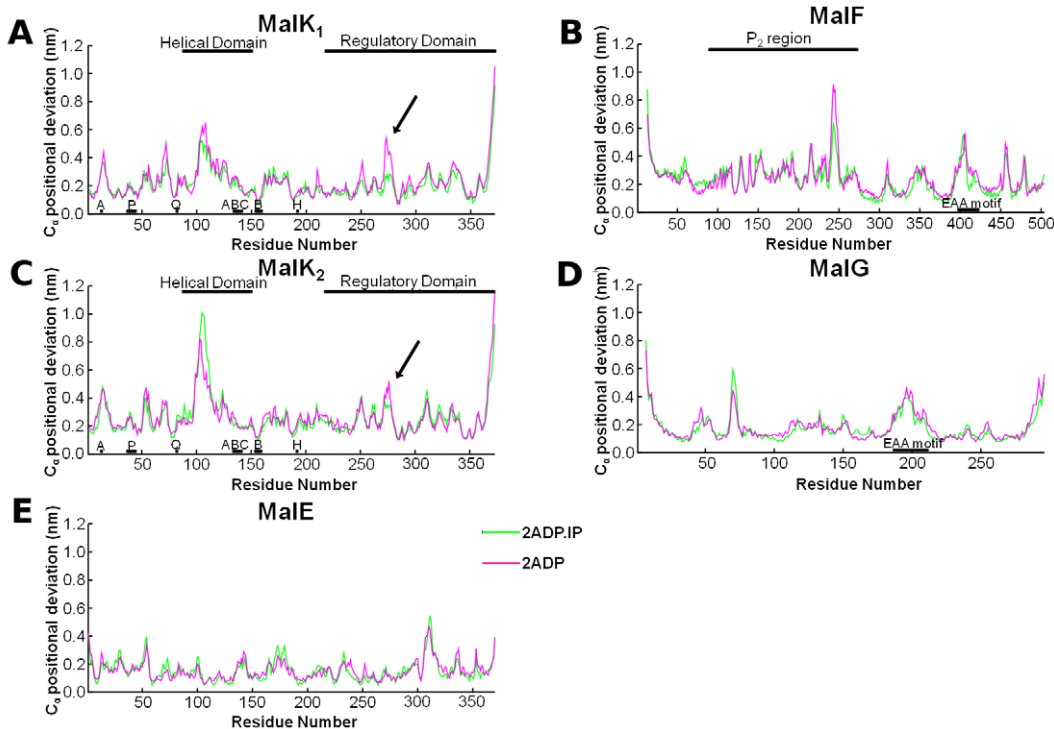 A
MalK1
Helical Domain
Regulatory Domain
Cα positional deviation (nm)
1.2
1.0
0.8
0.6
0.4
0.2
0.0
A P Q ABC B H
50 100 150 200 250 300 350
Residue Number
B
MalF
P2 region
Cα positional deviation (nm)
1.2
1.0
0.8
0.6
0.4
0.2
0.0
EAA motif
50 100 150 200 250 300 350 400 450 500
Residue Number
C
MalK2
Helical Domain
Regulatory Domain
Cα positional deviation (nm)
1.2
1.0
0.8
0.6
0.4
0.2
0.0
A P Q ABC B H
50 100 150 200 250 300 350
Residue Number
D
MalG
Cα positional deviation (nm)
1.2
1.0
0.8
0.6
0.4
0.2
0.0
EAA motif
50 100 150 200 250
Residue Number
E
MalE
Cα positional deviation (nm)
1.2
1.0
0.8
0.6
0.4
0.2
0.0
50 100 150 200 250 300 350
Residue Number
2ADP.IP
2ADP